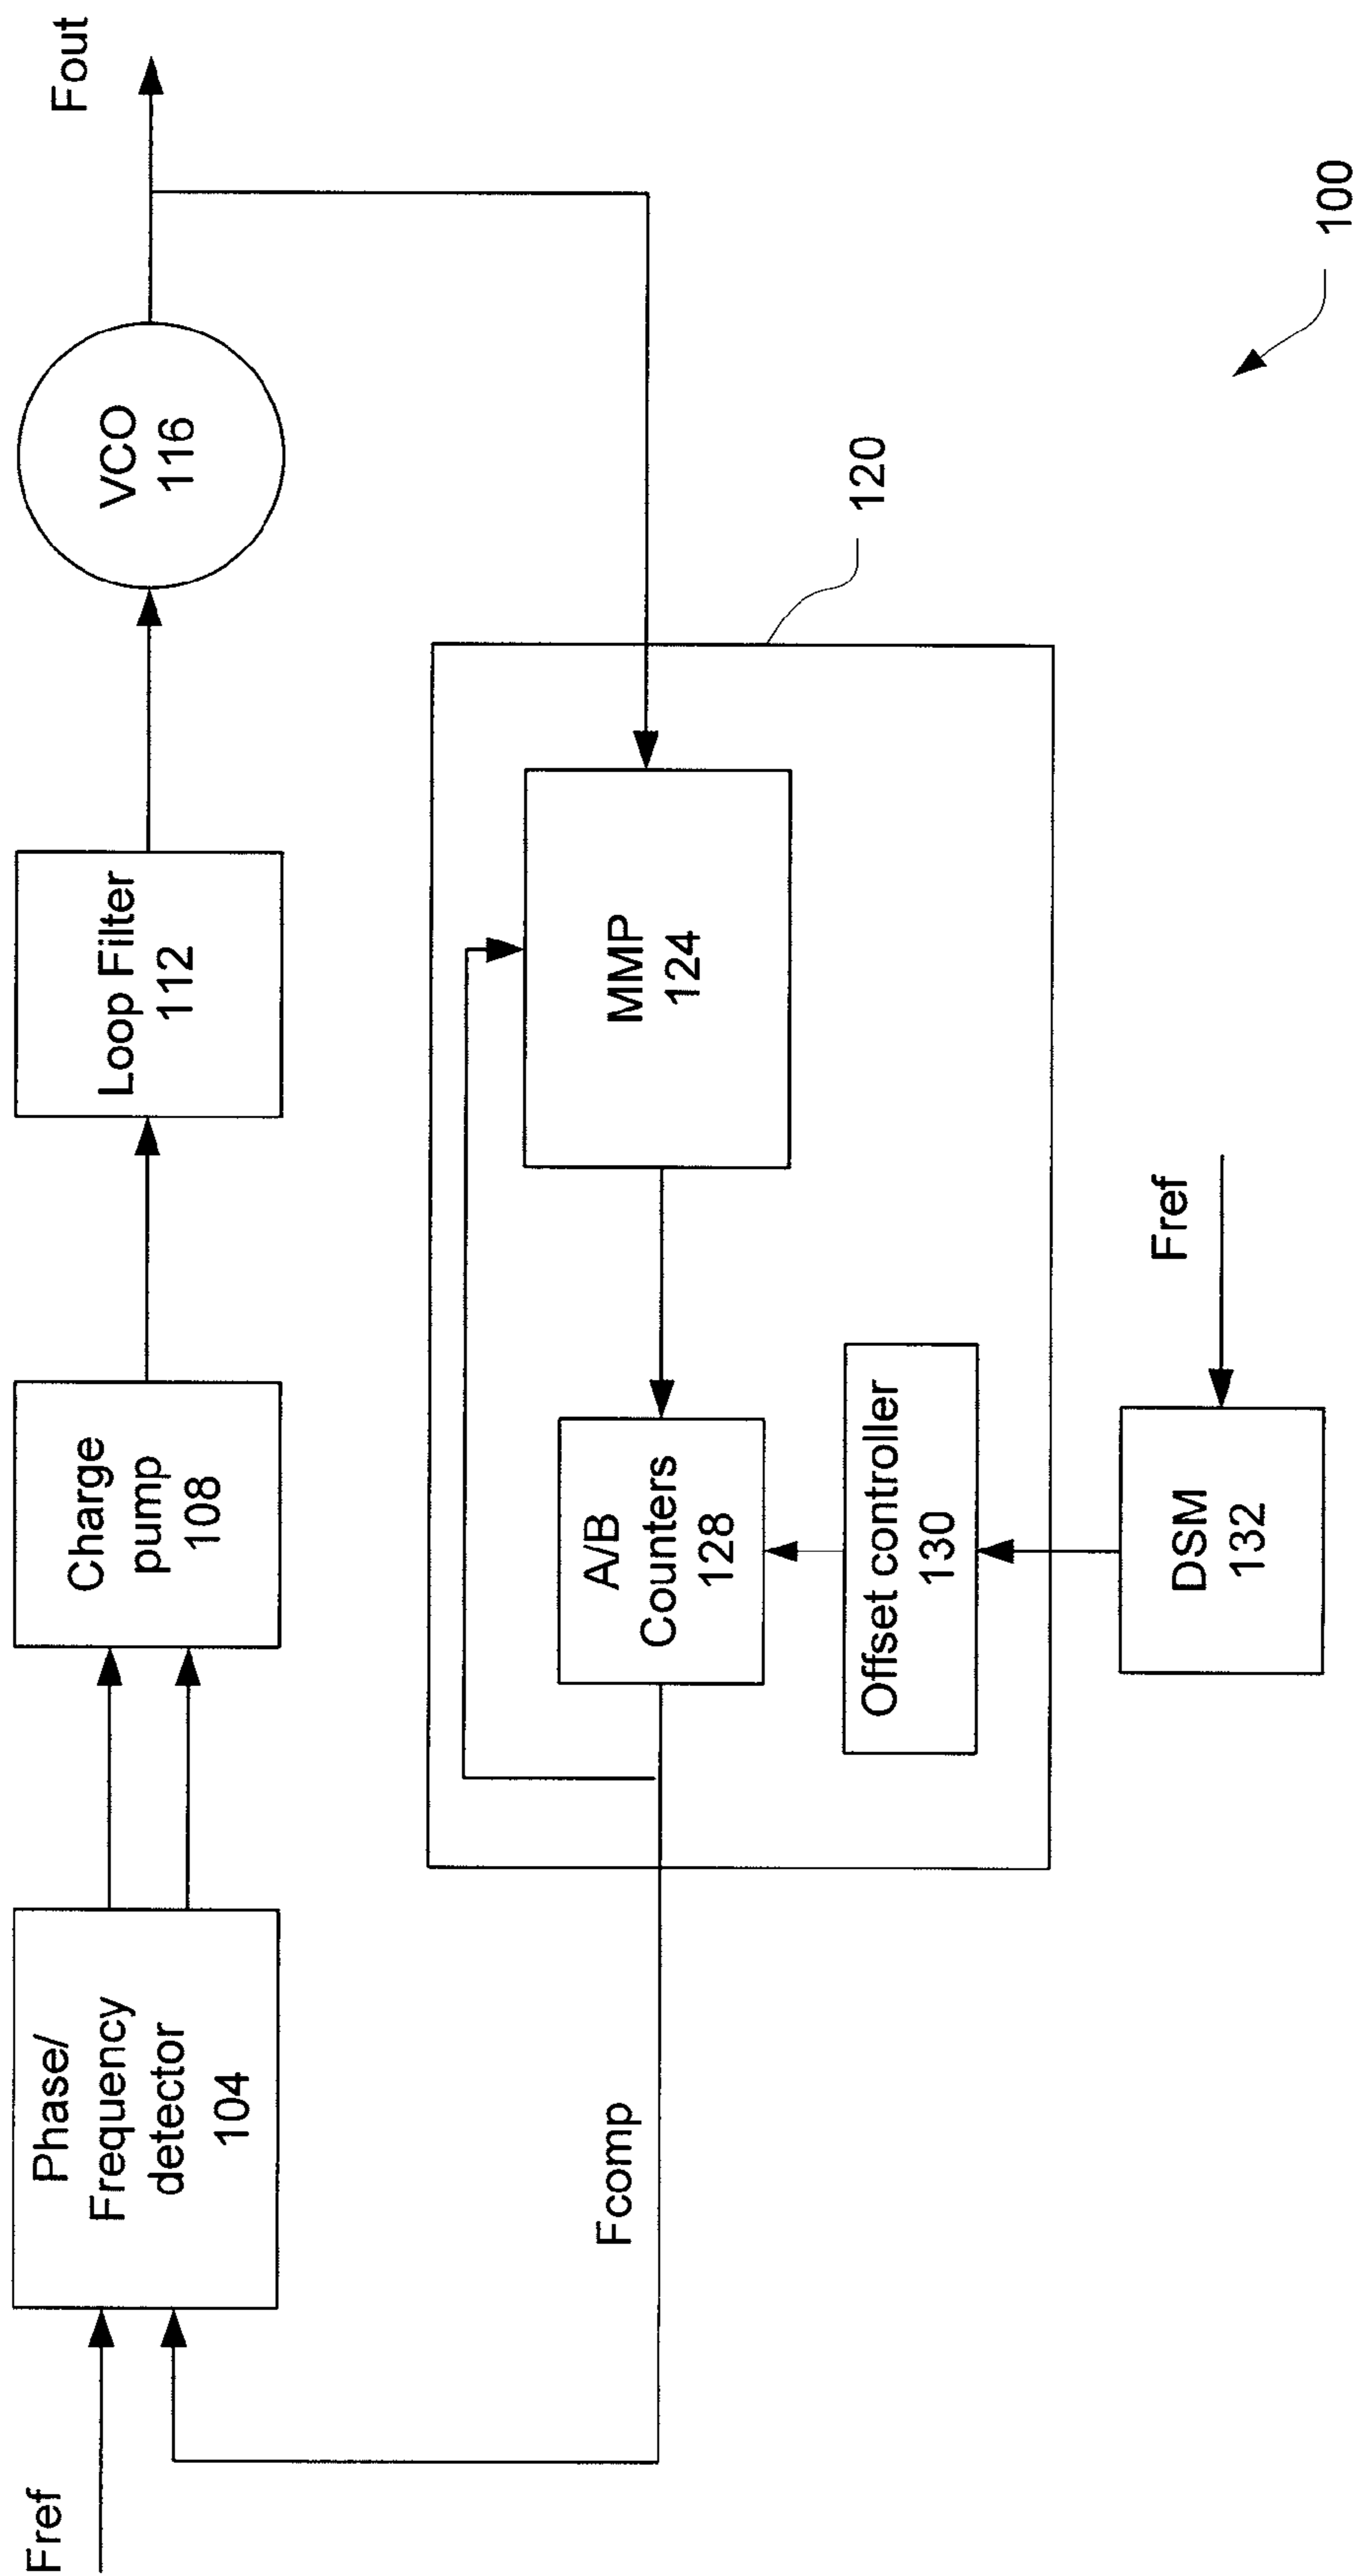 Fref
Phase/
Frequency
detector
104
Charge
pump
108
Loop Filter
112
VCO
116
Fout
Fcomp
A/B
Counters
128
MMP
124
120
Offset controller
130
DSM
132
Fref
100